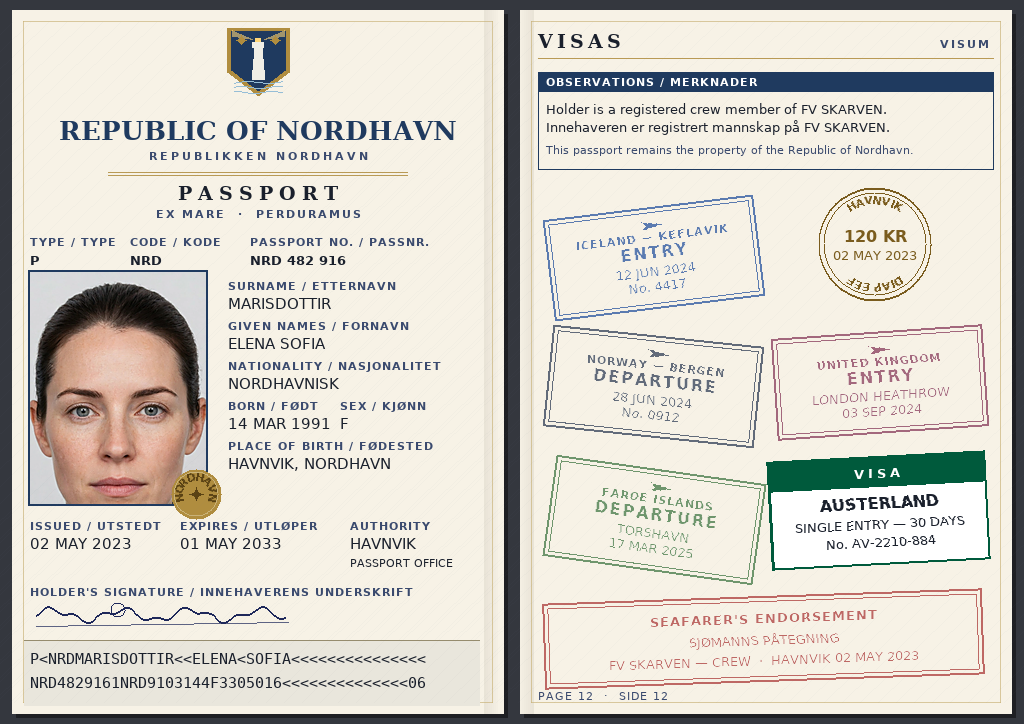 REPUBLIC OF NORDHAVN
REPUBLIKKEN NORDHAVN
PASSPORT
EX MARE · PERDURAMUS
TYPE / TYPE CODE / KODE PASSPORT NO. / PASSNR.
P NRD NRD 482 916
SURNAME / ETTERNAVN
MARISDOTTIR
GIVEN NAMES / FORNAVN
ELENA SOFIA
NATIONALITY / NASJONALITET
NORDHAVNISK
BORN / FØDT SEX / KJØNN
14 MAR 1991 F
PLACE OF BIRTH / FØDESTED
HAVNVIK, NORDHAVN
NORDHAVN
ISSUED / UTSTEDT EXPIRES / UTLØPER AUTHORITY
02 MAY 2023 01 MAY 2033 HAVNVIK
PASSPORT OFFICE
HOLDER'S SIGNATURE / INNEHAVERENS UNDERSKRIFT
P<NRDMARISDOTTIR<<ELENA<SOFIA<<<<<<<<<<<<<<<
NRD4829161NRD9103144F3305016<<<<<<<<<<<<<<06
VISAS
VISUM
OBSERVATIONS / MERKNADER
Holder is a registered crew member of FV SKARVEN.
Innehaveren er registrert mannskap på FV SKARVEN.
This passport remains the property of the Republic of Nordhavn.
ICELAND — KEFLAVIK
ENTRY
12 JUN 2024
No. 4417
HAVNVIK
120 KR
02 MAY 2023
DIAP EEF
NORWAY — BERGEN
DEPARTURE
28 JUN 2024
No. 0912
UNITED KINGDOM
ENTRY
LONDON HEATHROW
03 SEP 2024
FAROE ISLANDS
DEPARTURE
TORSHAVN
17 MAR 2025
VISA
AUSTERLAND
SINGLE ENTRY — 30 DAYS
No. AV-2210-884
SEAFARER'S ENDORSEMENT
SJØMANNS PÅTEGNING
FV SKARVEN — CREW · HAVNVIK 02 MAY 2023
PAGE 12 · SIDE 12